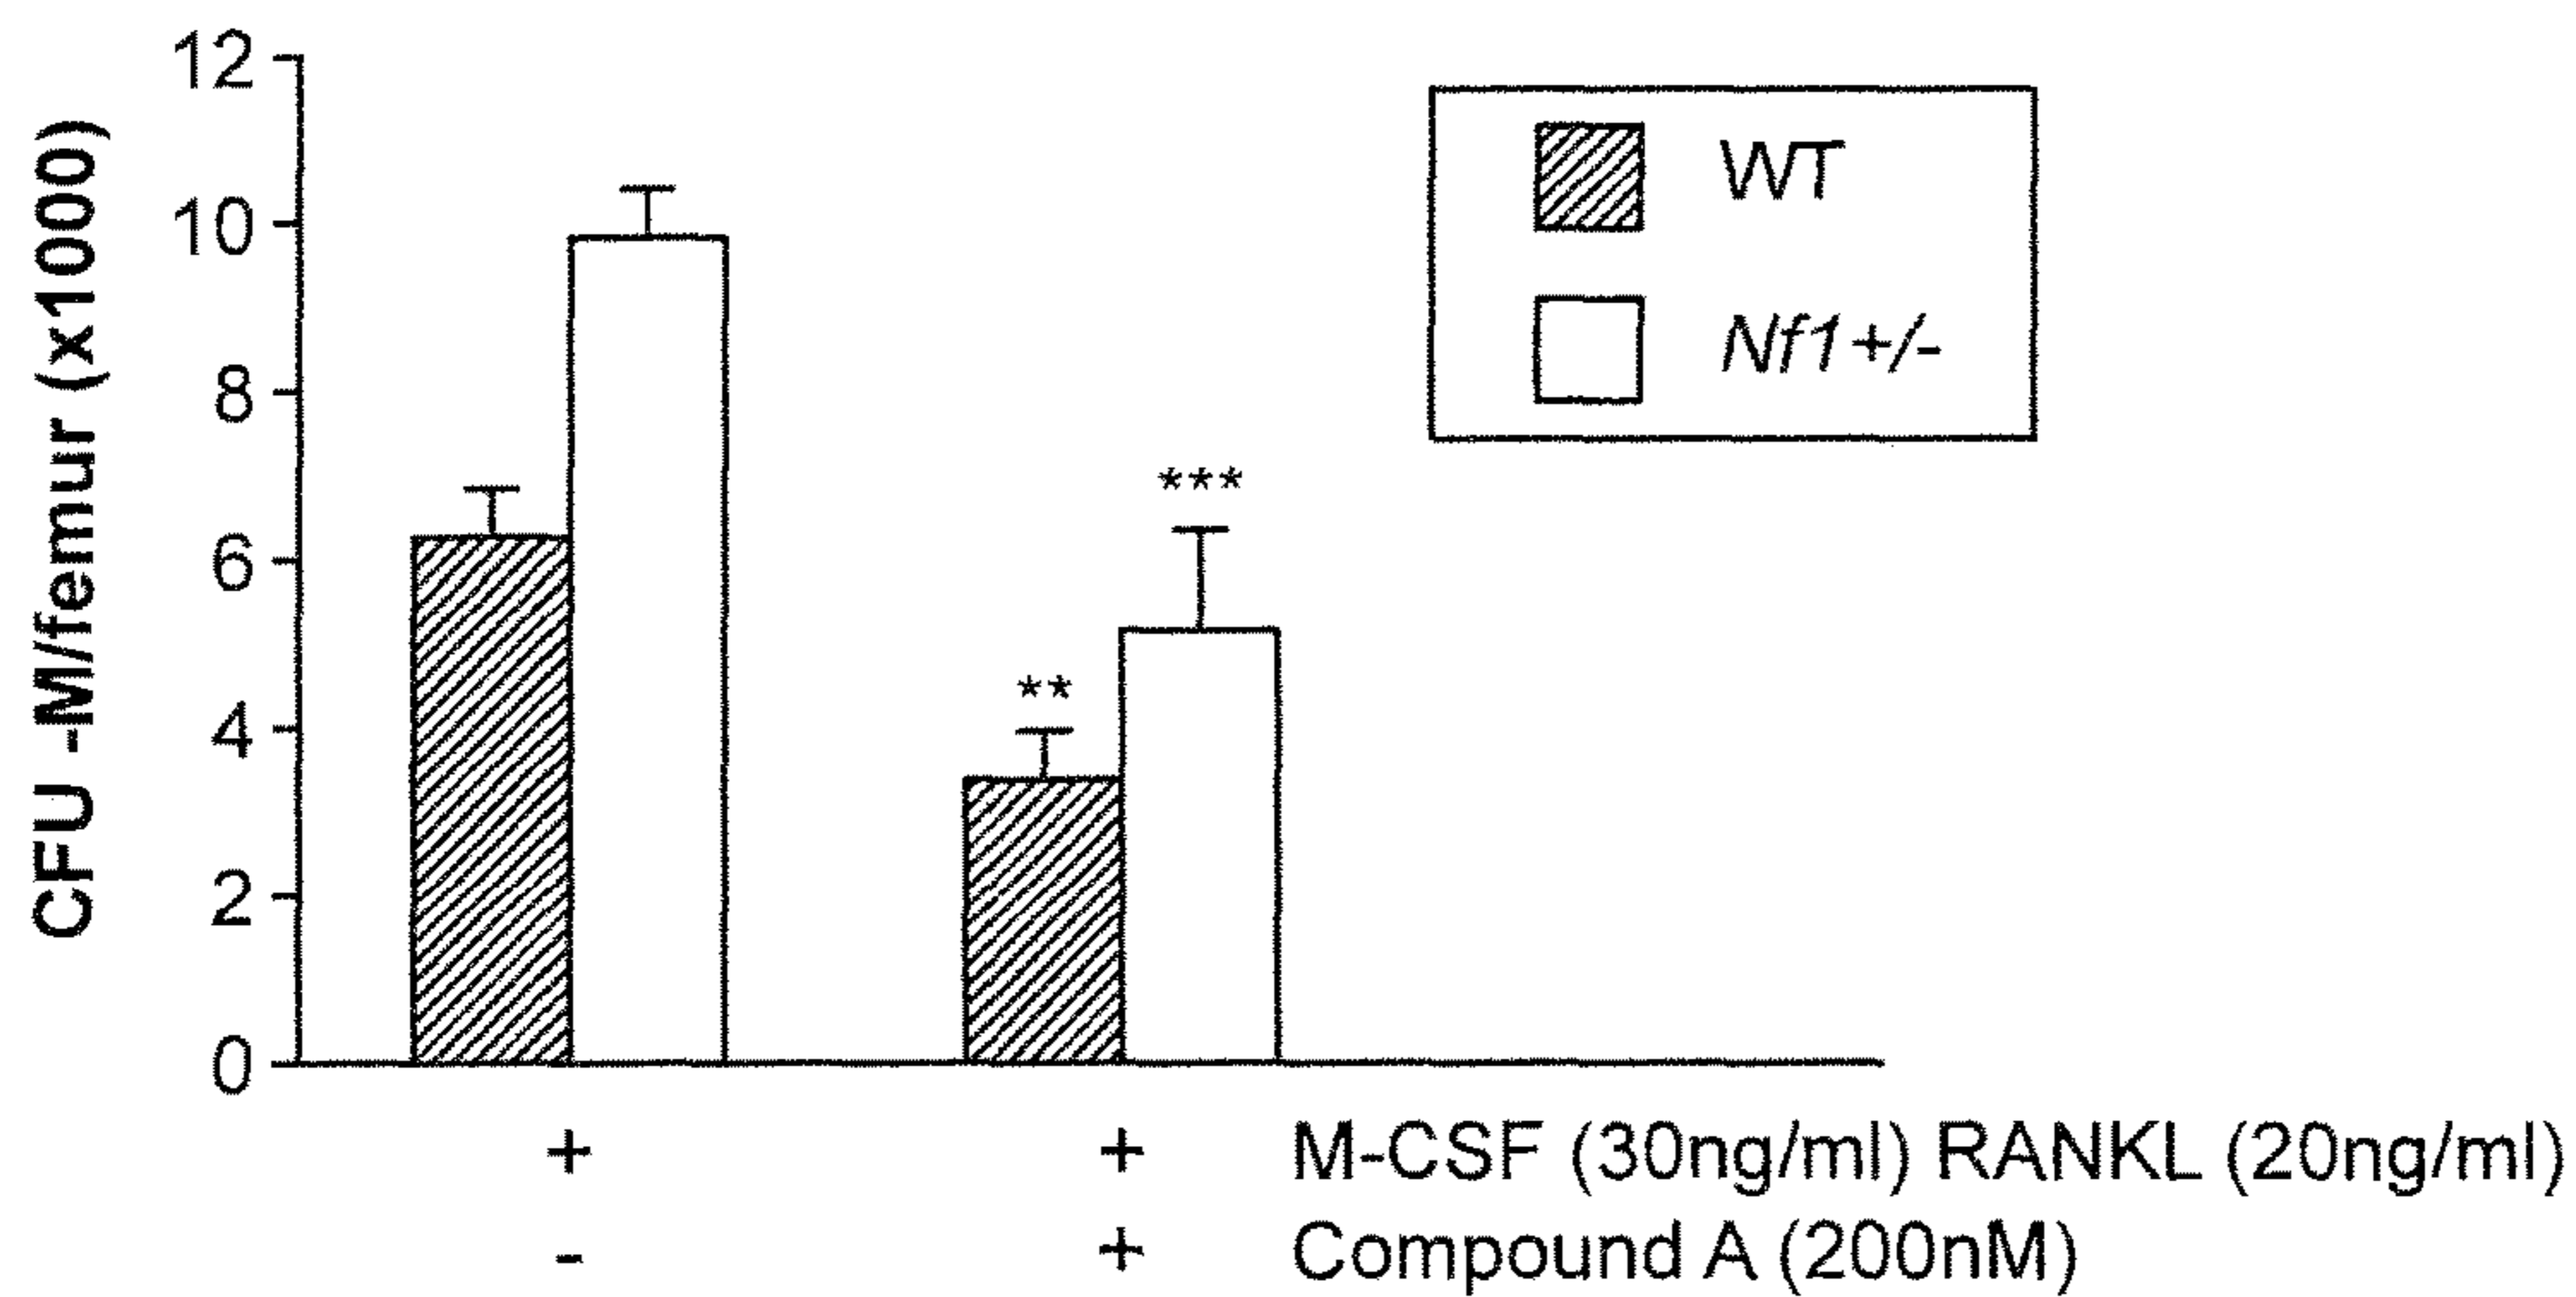 CFU -M/femur (x1000)
12
10
8
6
4
2
0
WT
Nf1+/-
**
***
+ + M-CSF (30ng/ml) RANKL (20ng/ml)
- + Compound A (200nM)